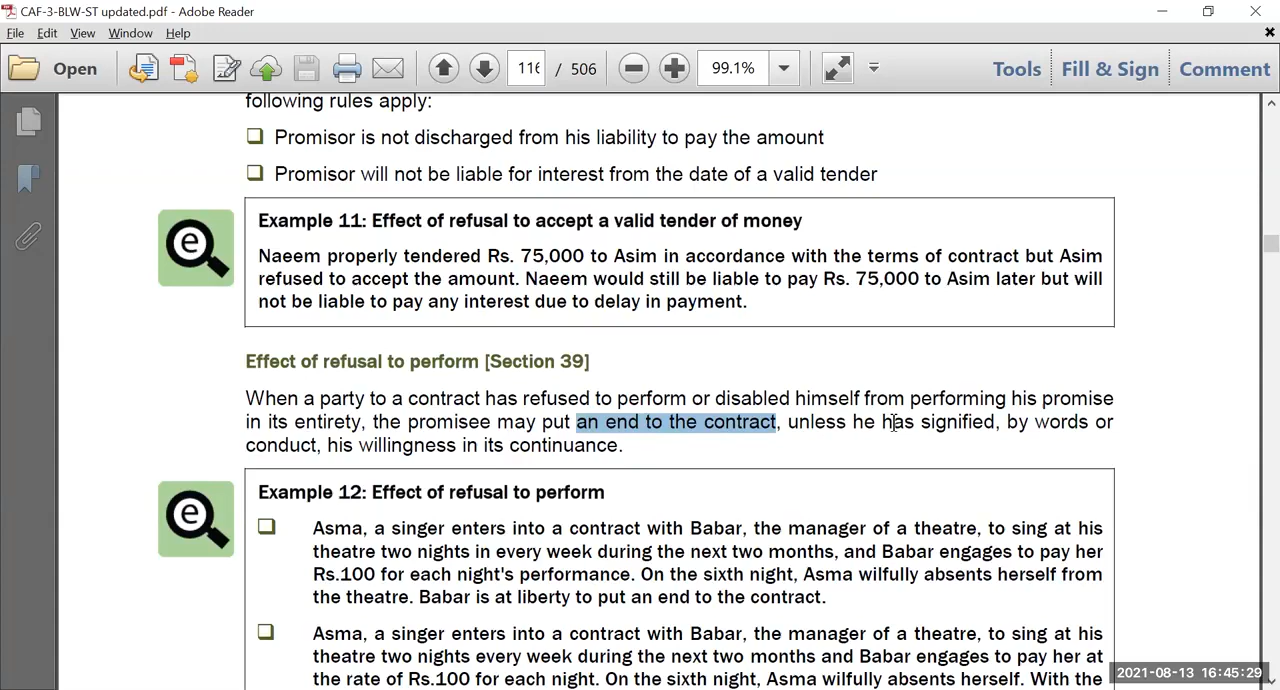 CAF-3-BLW-ST updated.pdf - Adobe Reader
File Edit View Window Help
Open 116 / 506 99.1% Tools Fill & Sign Comment
following rules apply:
Promisor is not discharged from his liability to pay the amount
Promisor will not be liable for interest from the date of a valid tender
e
Example 11: Effect of refusal to accept a valid tender of money
Naeem properly tendered Rs. 75,000 to Asim in accordance with the terms of contract but Asim
refused to accept the amount. Naeem would still be liable to pay Rs. 75,000 to Asim later but will
not be liable to pay any interest due to delay in payment.
Effect of refusal to perform [Section 39]
When a party to a contract has refused to perform or disabled himself from performing his promise
in its entirety, the promisee may put an end to the contract, unless he has signified, by words or
conduct, his willingness in its continuance.
e
Example 12: Effect of refusal to perform
Asma, a singer enters into a contract with Babar, the manager of a theatre, to sing at his
theatre two nights in every week during the next two months, and Babar engages to pay her
Rs.100 for each night's performance. On the sixth night, Asma wilfully absents herself from
the theatre. Babar is at liberty to put an end to the contract.
Asma, a singer enters into a contract with Babar, the manager of a theatre, to sing at his
theatre two nights every week during the next two months and Babar engages to pay her at
the rate of Rs.100 for each night. On the sixth night, Asma wilfully absents herself. With the
2021-08-13 16:45:29